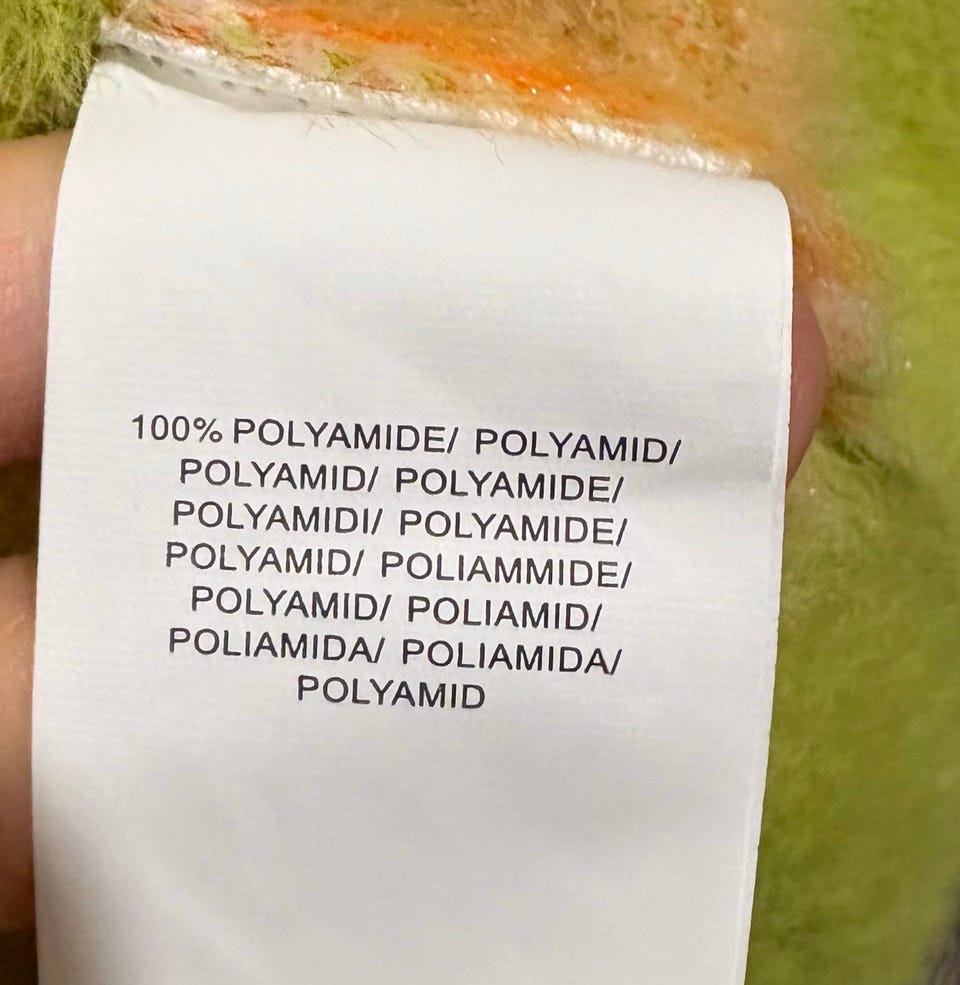 100% POLYAMIDE/ POLYAMID/
POLYAMID/ POLYAMIDE/
POLYAMIDI/ POLYAMIDE/
POLYAMID/ POLIAMMIDE/
POLYAMID/ POLIAMID/
POLIAMIDA/ POLIAMIDA/
POLYAMID